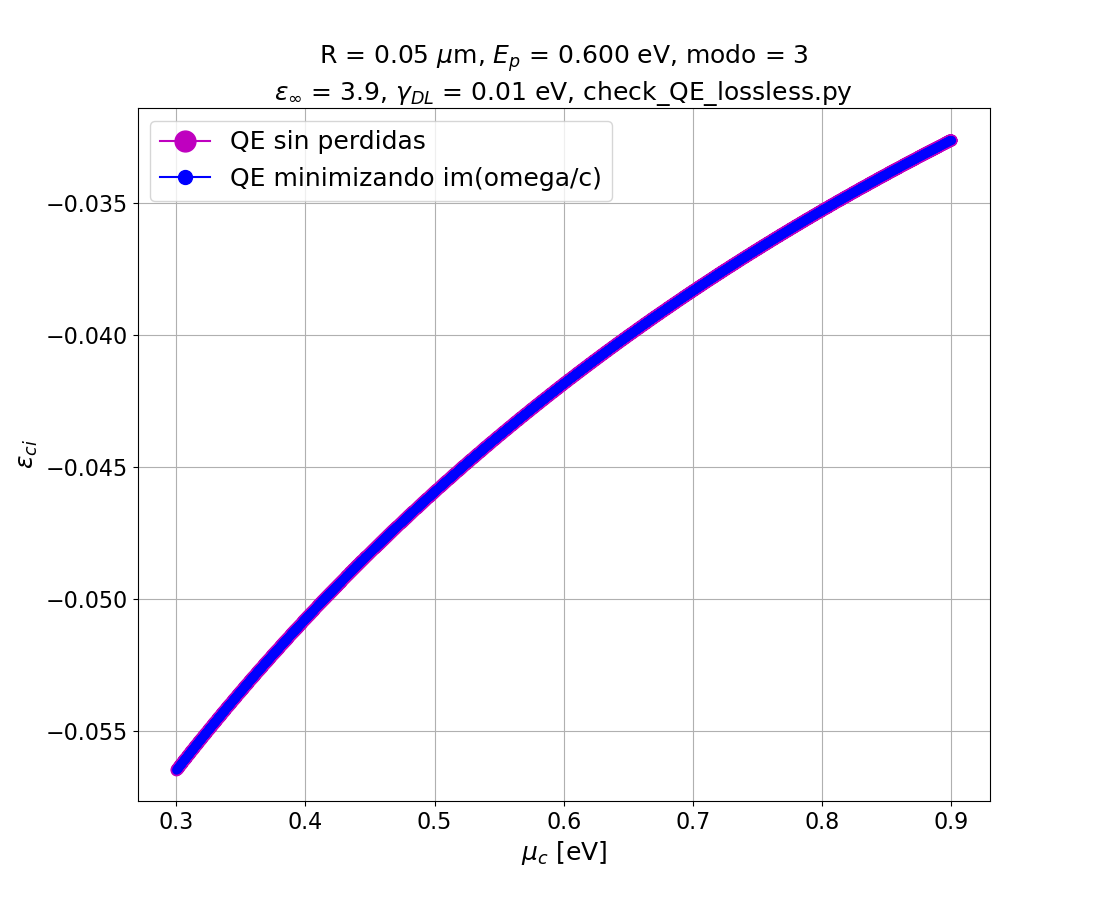 R = 0.05 μm, E_p = 0.600 eV, modo = 3
ε_∞ = 3.9, γ_DL = 0.01 eV, check_QE_lossless.py
QE sin perdidas
QE minimizando im(omega/c)
−0.035
−0.040
−0.045
−0.050
−0.055
ε_ci
0.3 0.4 0.5 0.6 0.7 0.8 0.9
μ_c [eV]